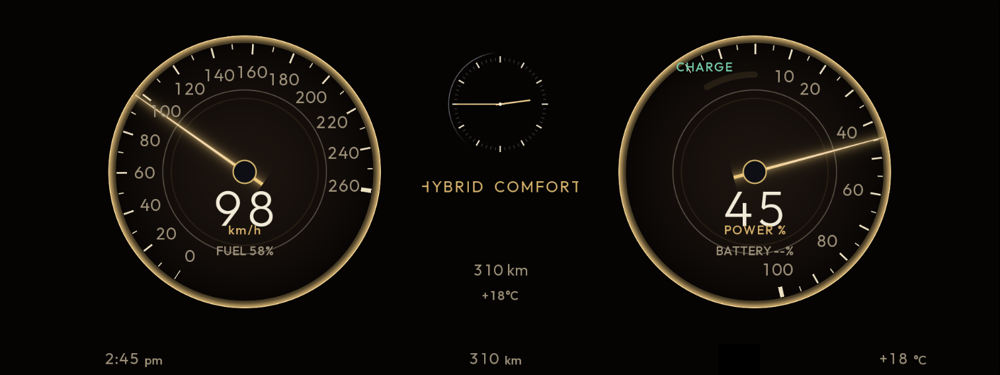 CHARGE
140 160 180
120 200
100 220
80 240
60 260
40
20
0
98
km/h
FUEL 58%
HYBRID COMFORT
310 km
+18°C
10
20
40
60
80
100
45
POWER %
BATTERY --%
2:45 pm
310 km
+18 °C